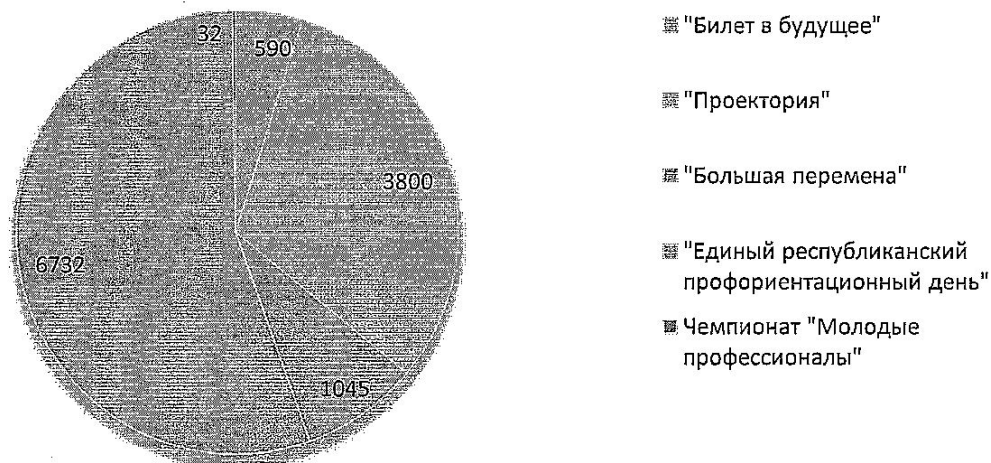 32
590
3800
6732
1045
"Билет в будущее"
"Проектория"
"Большая перемена"
"Единый республиканский
профориентационный день"
Чемпионат "Молодые
профессионалы"